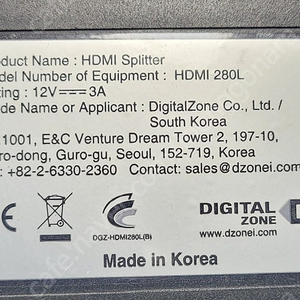 oduct Name : HDMI Splitter
del Number of Equipment : HDMI 280L
ting : 12V⎓3A
de or Applicant : DigitalZone Co., Ltd. /
South Korea
1001, E&C Venture Dream Tower 2, 197-10,
ro-dong, Guro-gu, Seoul, 152-719, Korea
: +82-2-6330-2360 Contact : sales@dzonei.com
DGZ-HDMI280L(B)
DIGITAL
ZONE
www.dzonei.com
Made in Korea